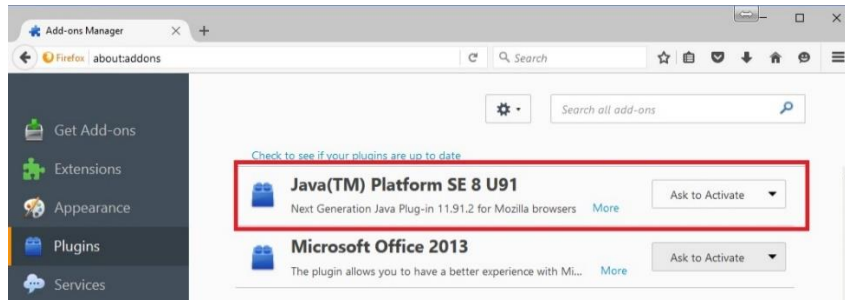 Add-ons Manager
Firefox about:addons
Search
Search all add-ons
Get Add-ons
Extensions
Appearance
Plugins
Services
Check to see if your plugins are up to date
Java(TM) Platform SE 8 U91
Next Generation Java Plug-in 11.91.2 for Mozilla browsers More
Ask to Activate
Microsoft Office 2013
The plugin allows you to have a better experience with Mi... More
Ask to Activate